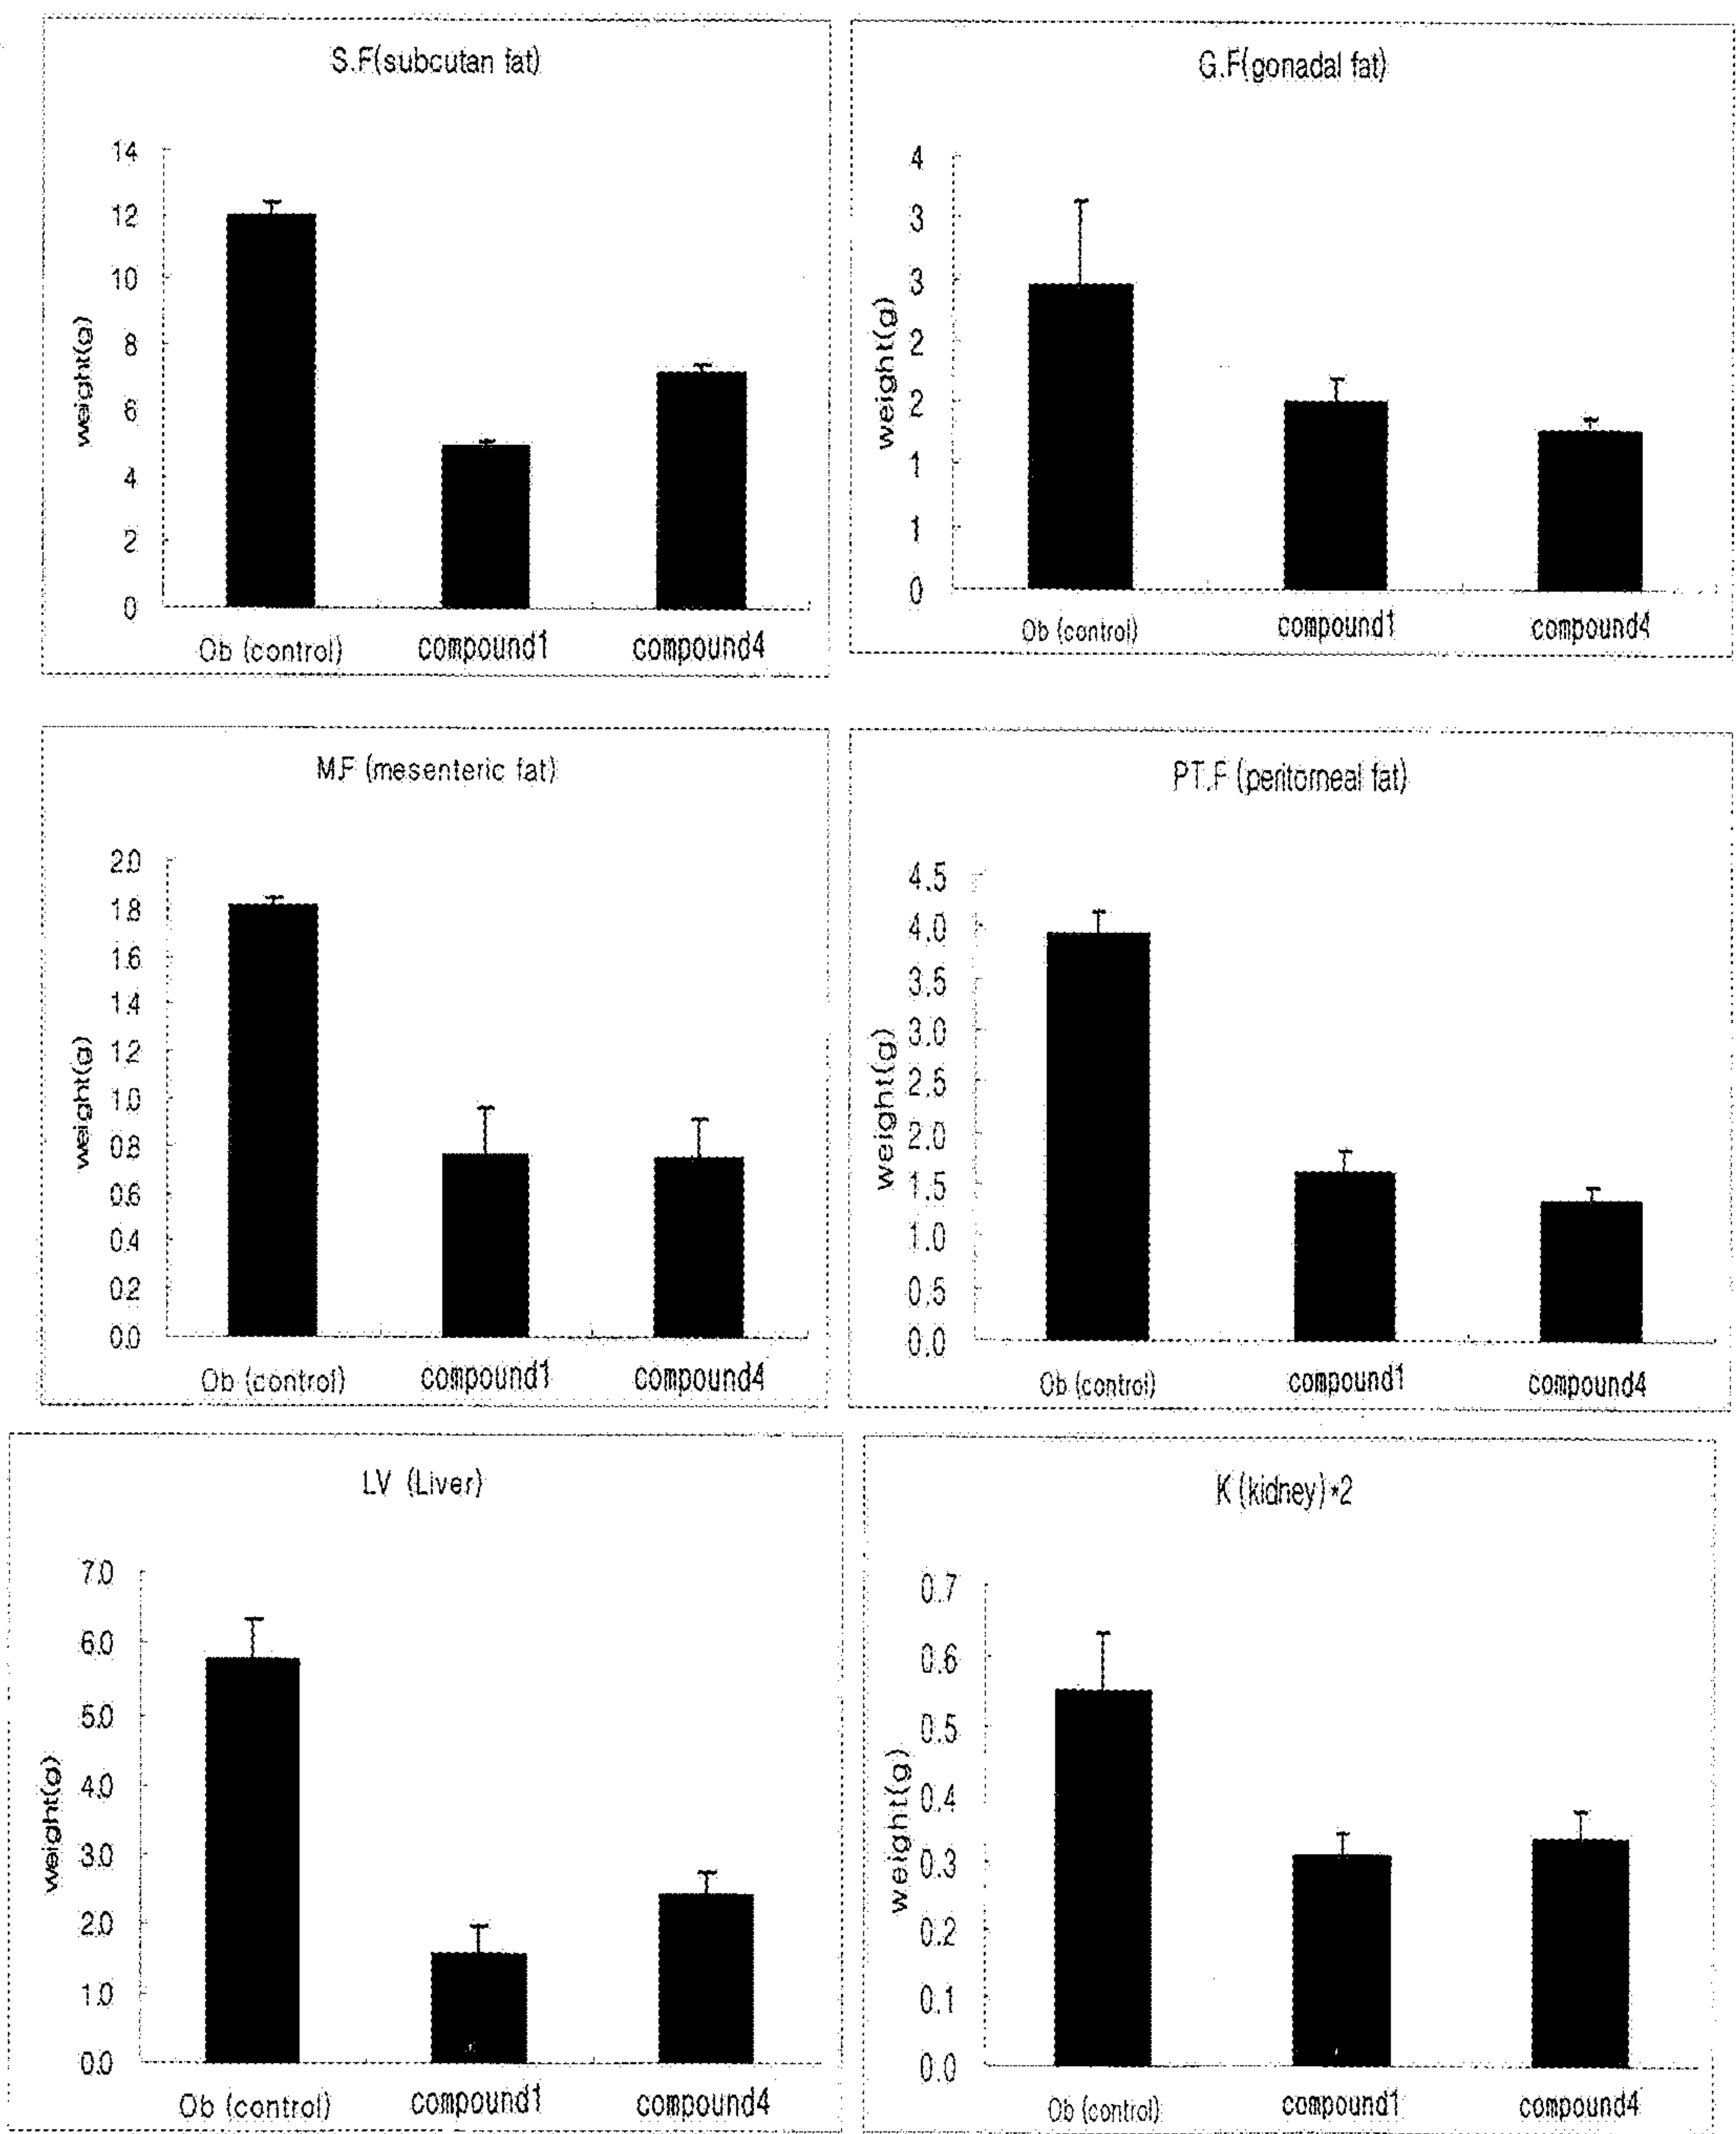 S.F(subcutan fat)
14
12
10
8
6
4
2
0
weight(g)
Ob (control) compound1 compound4
G.F(gonadal fat)
4
3
3
2
2
1
1
0
weight(g)
Ob (control) compound1 compound4
M.F (mesenteric fat)
2.0
1.8
1.6
1.4
1.2
1.0
0.8
0.6
0.4
0.2
0.0
weight(g)
Ob (control) compound1 compound4
PT.F (peritorneal fat)
4.5
4.0
3.5
3.0
2.5
2.0
1.5
1.0
0.5
0.0
weight(g)
Ob (control) compound1 compound4
LV (Liver)
7.0
6.0
5.0
4.0
3.0
2.0
1.0
0.0
weight(g)
Ob (control) compound1 compound4
K (kidney)*2
0.7
0.6
0.5
0.4
0.3
0.2
0.1
0.0
weight(g)
Ob (control) compound1 compound4